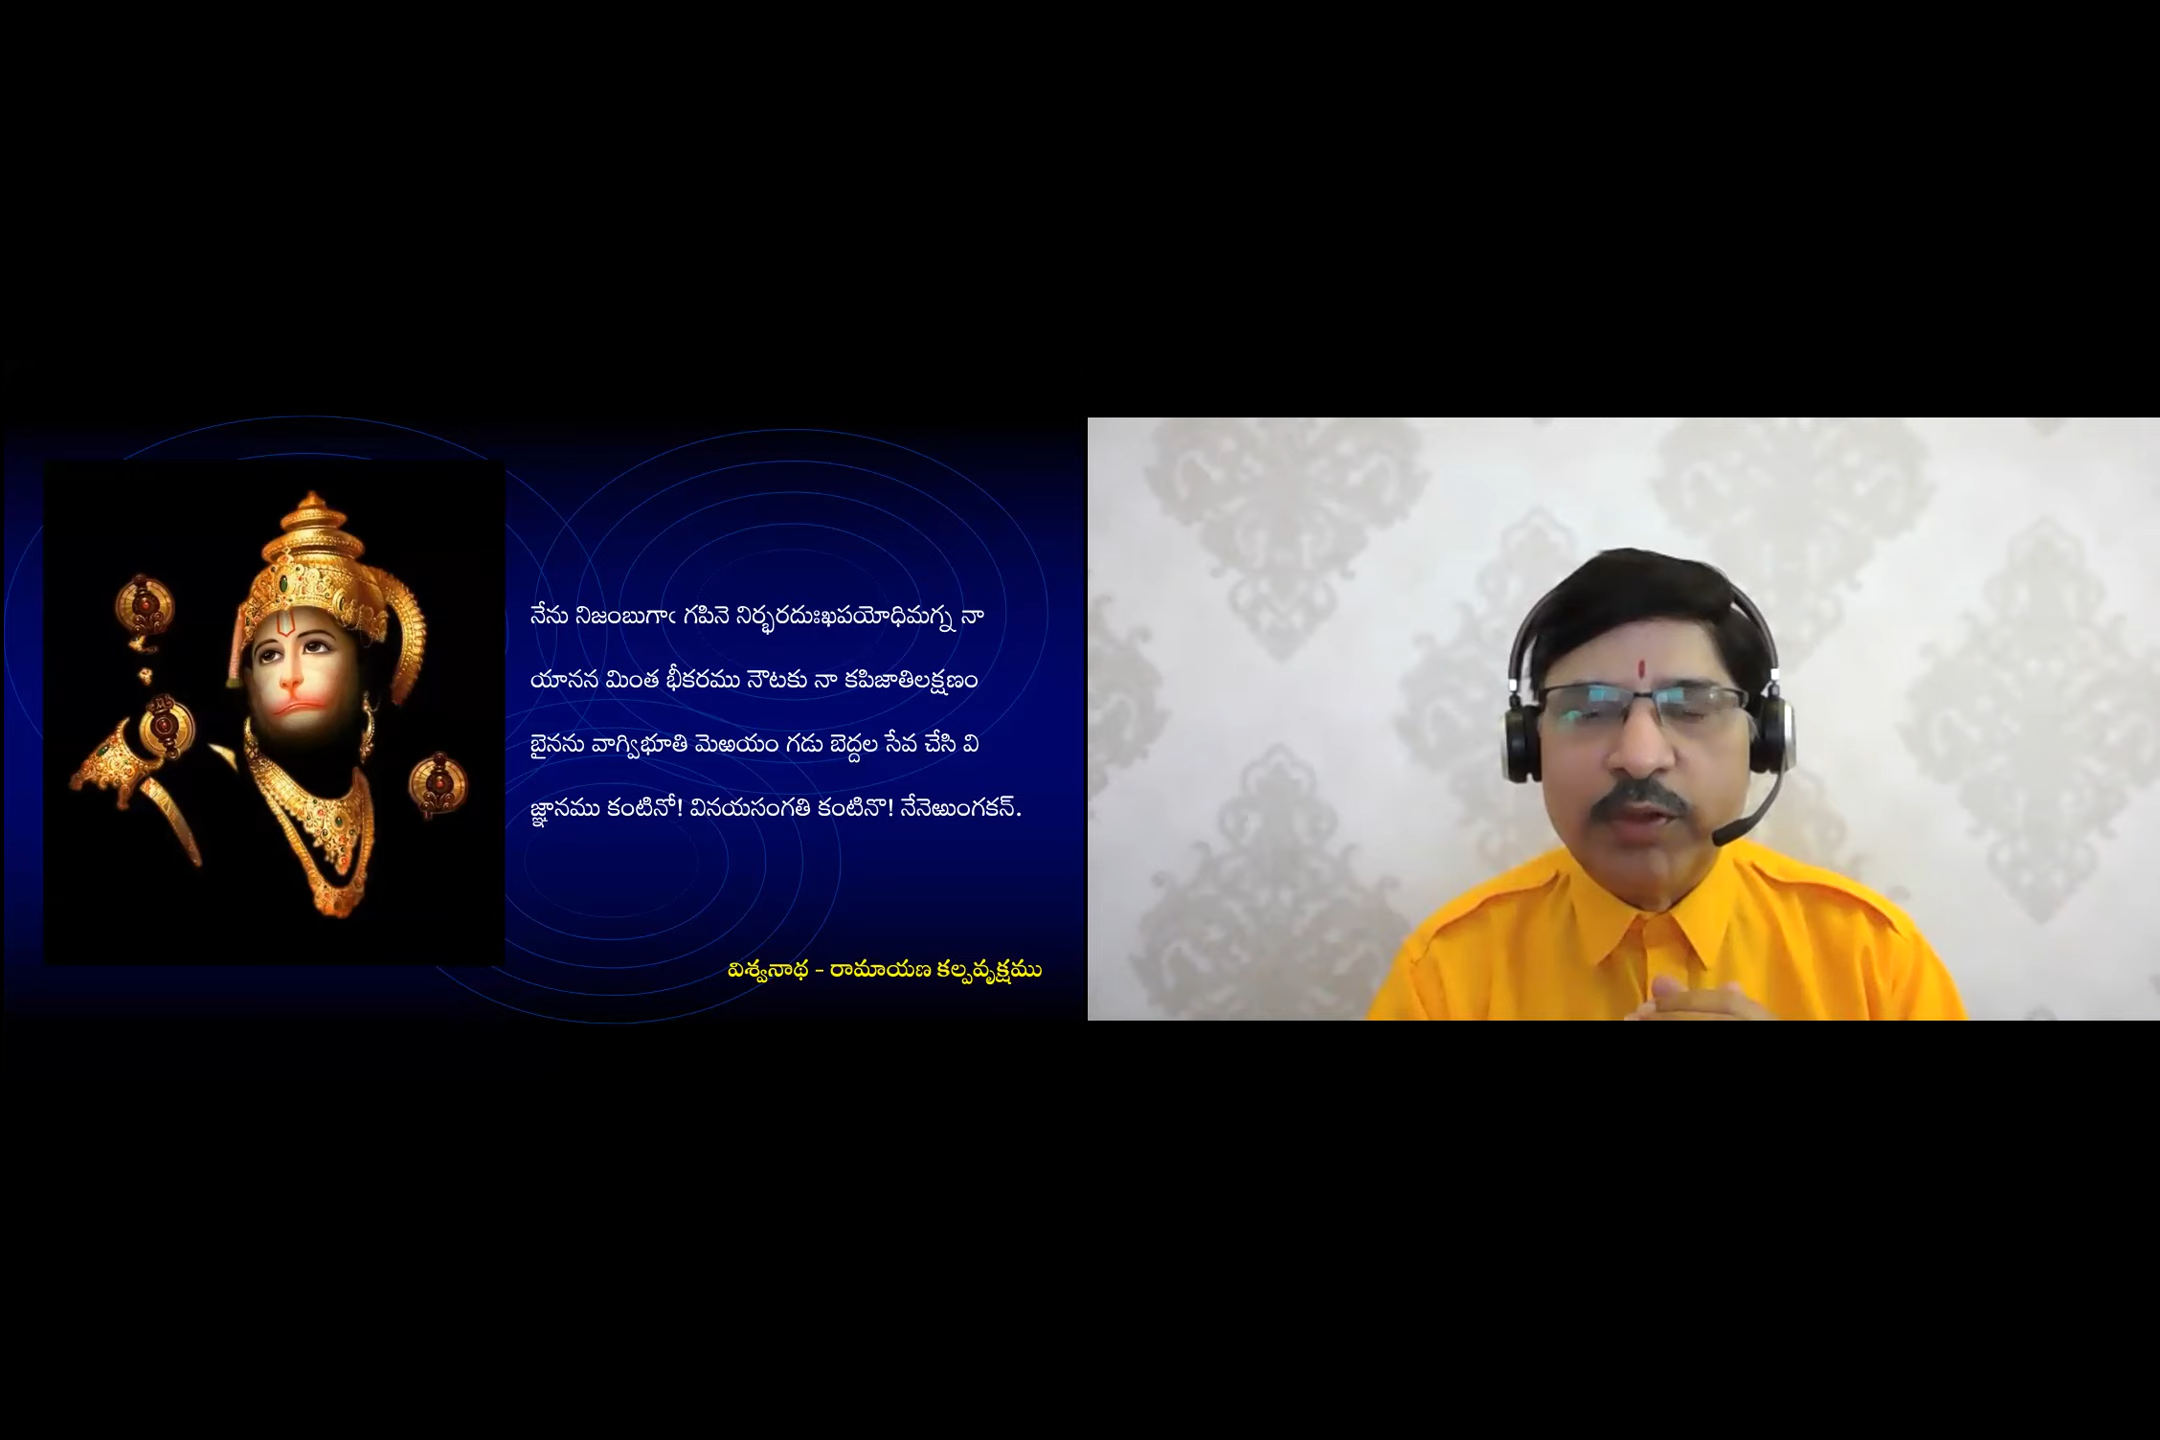 నేను నిజంబుగాఁ గపినె నిర్భరదుఃఖపయోధిమగ్న నా
యానన మింత భీకరము నౌటకు నా కపిజాతిలక్షణం
బైనను వాగ్విభూతి మెఱయం గడు బెద్దల సేవ చేసి వి
జ్ఞానము కంటినో! వినయసంగతి కంటినొ! నేనెఱుంగకన్.
విశ్వనాథ - రామాయణ కల్పవృక్షము